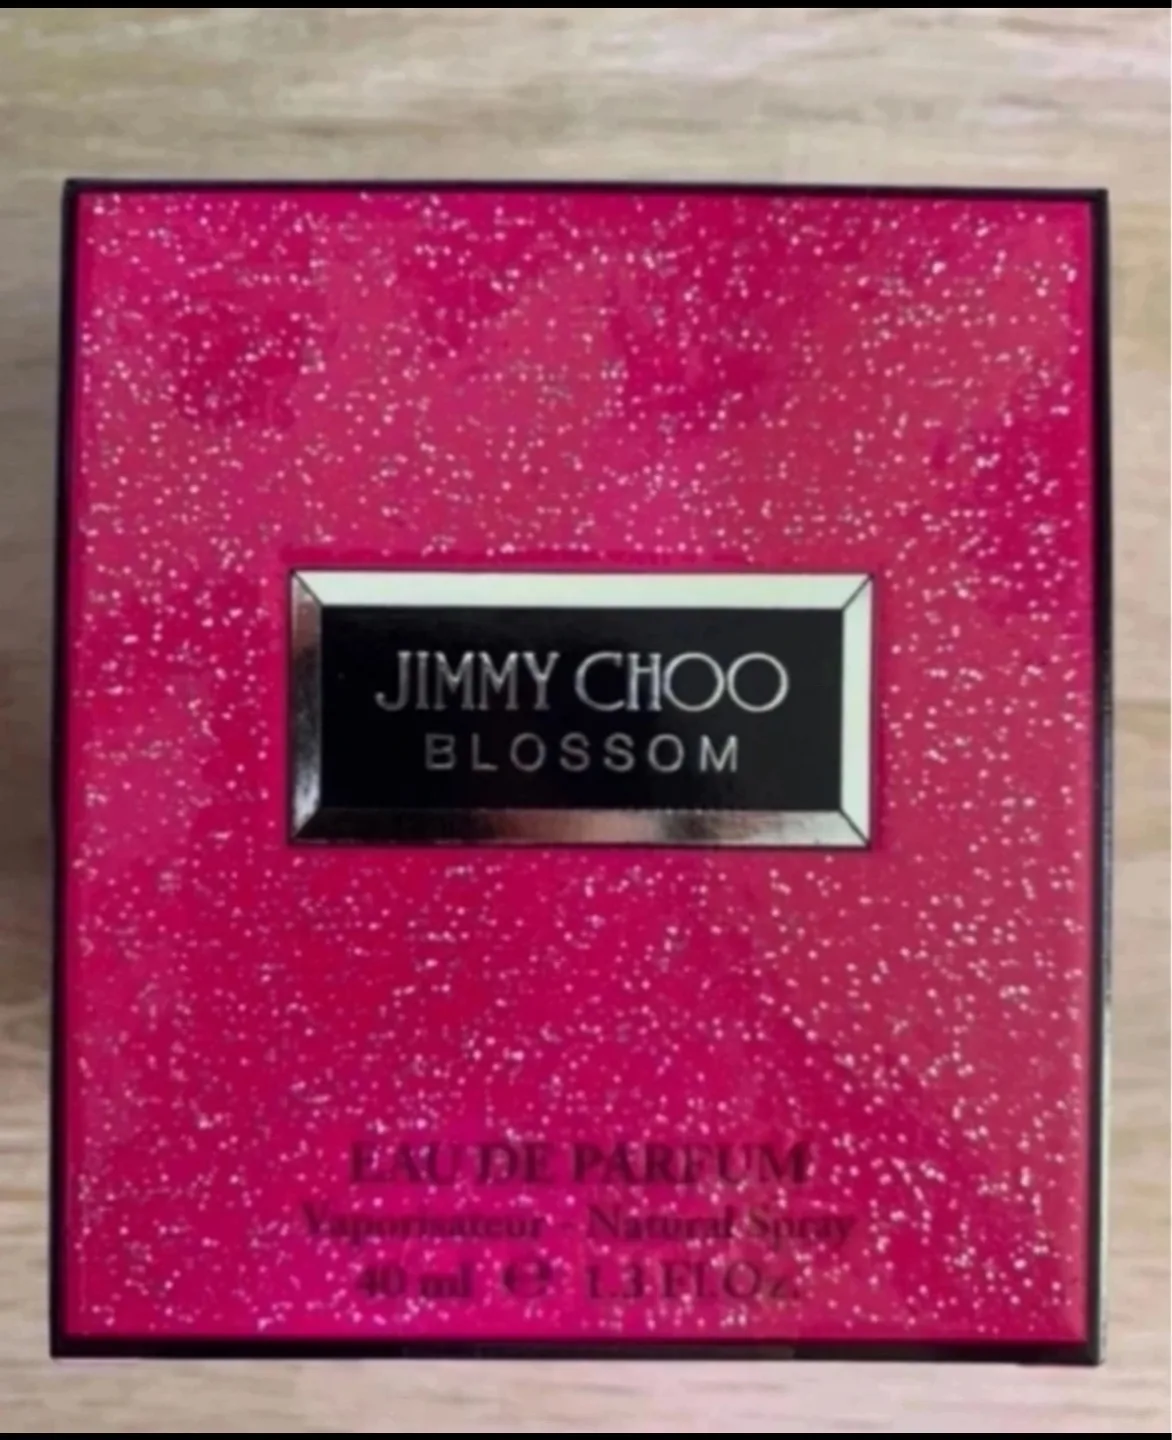 JIMMY CHOO
BLOSSOM
EAU DE PARFUM
Vaporisateur - Natural Spray
40 ml ℮ 1.3 Fl.Oz.